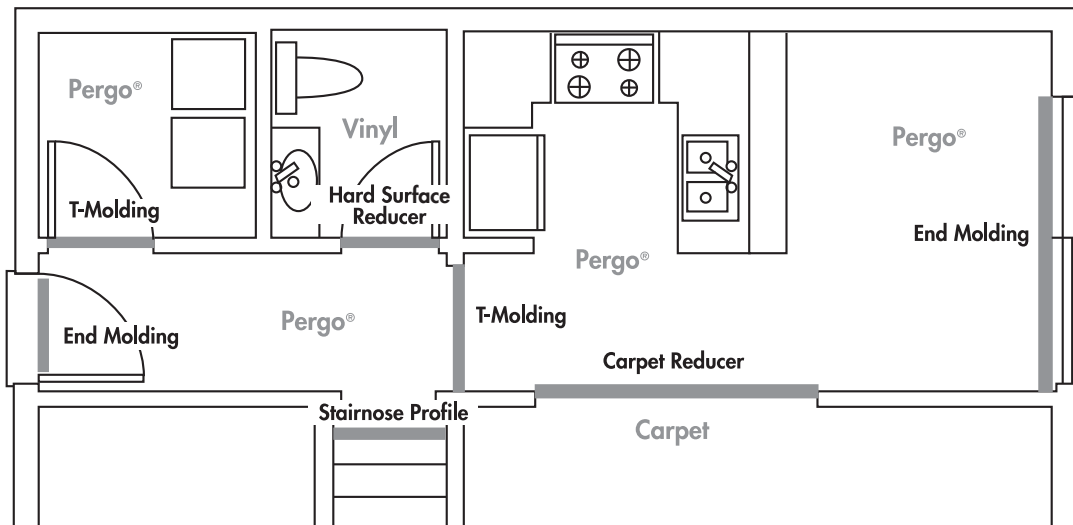 Pergo®
Vinyl
Pergo®
Hard Surface
Reducer
T-Molding
End Molding
Pergo®
Pergo®
T-Molding
End Molding
Carpet Reducer
Stairnose Profile
Carpet